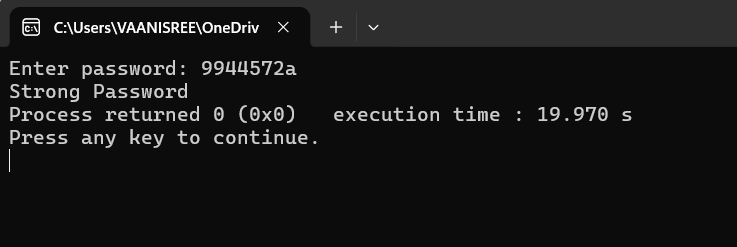 C:\Users\VAANISREE\OneDriv
Enter password: 9944572a
Strong Password
Process returned 0 (0x0)   execution time : 19.970 s
Press any key to continue.